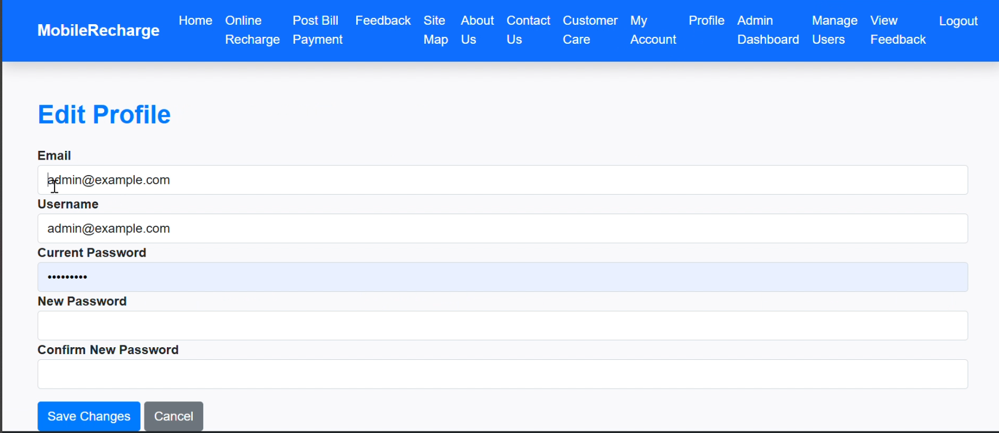 MobileRecharge
Home Online Post Bill Feedback Site About Contact Customer My Profile Admin Manage View Logout
Recharge Payment Map Us Us Care Account Dashboard Users Feedback
Edit Profile
Email
admin@example.com
Username
admin@example.com
Current Password
•••••••••
New Password
Confirm New Password
Save Changes Cancel